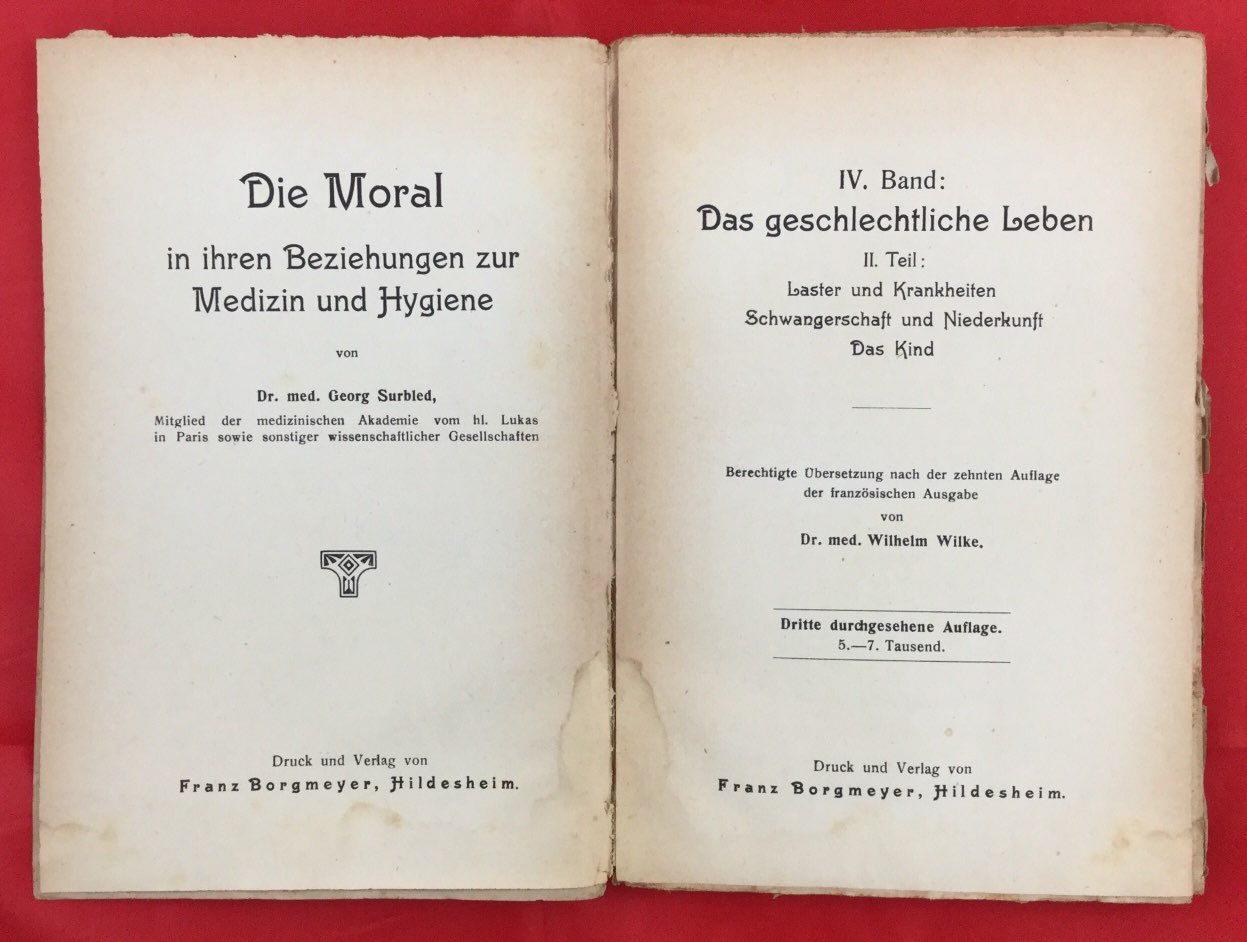 Die Moral
in ihren Beziehungen zur
Medizin und Hygiene
von
Dr. med. Georg Surbled,
Mitglied der medizinischen Akademie vom hl. Lukas
in Paris sowie sonstiger wissenschaftlicher Gesellschaften
Druck und Verlag von
Franz Borgmeyer, Hildesheim.
IV. Band:
Das geschlechtliche Leben
II. Teil:
Laster und Krankheiten
Schwangerschaft und Niederkunft
Das Kind
Berechtigte Übersetzung nach der zehnten Auflage
der französischen Ausgabe
von
Dr. med. Wilhelm Wilke.
Dritte durchgesehene Auflage.
5.—7. Tausend.
Druck und Verlag von
Franz Borgmeyer, Hildesheim.